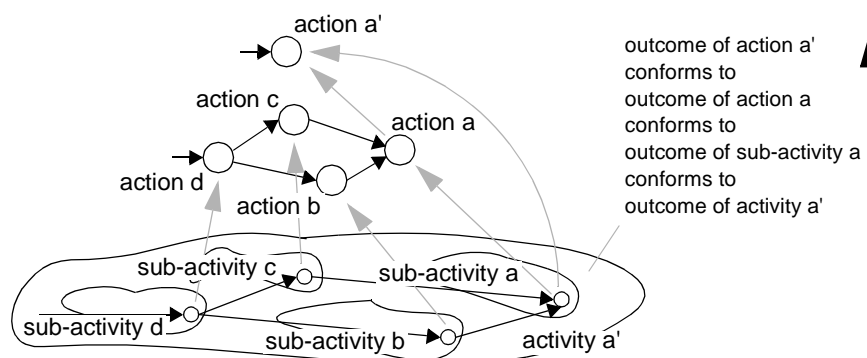 action a'
action c
action a
action d
action b
sub-activity c
sub-activity a
sub-activity d
sub-activity b
activity a'
outcome of action a'
conforms to
outcome of action a
conforms to
outcome of sub-activity a
conforms to
outcome of activity a'